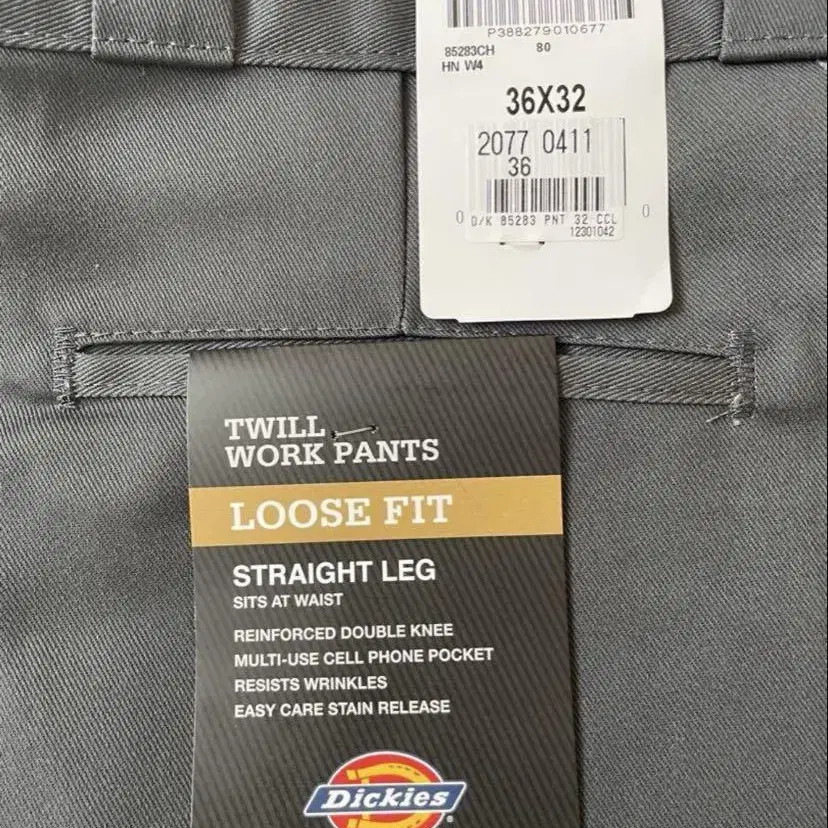 P388279010677
85283CH 80
HN W4
36X32
2077 0411
36
0 D/K 85283 PNT 32 CCL 0
12301042
TWILL
WORK PANTS
LOOSE FIT
STRAIGHT LEG
SITS AT WAIST
REINFORCED DOUBLE KNEE
MULTI-USE CELL PHONE POCKET
RESISTS WRINKLES
EASY CARE STAIN RELEASE
Dickies